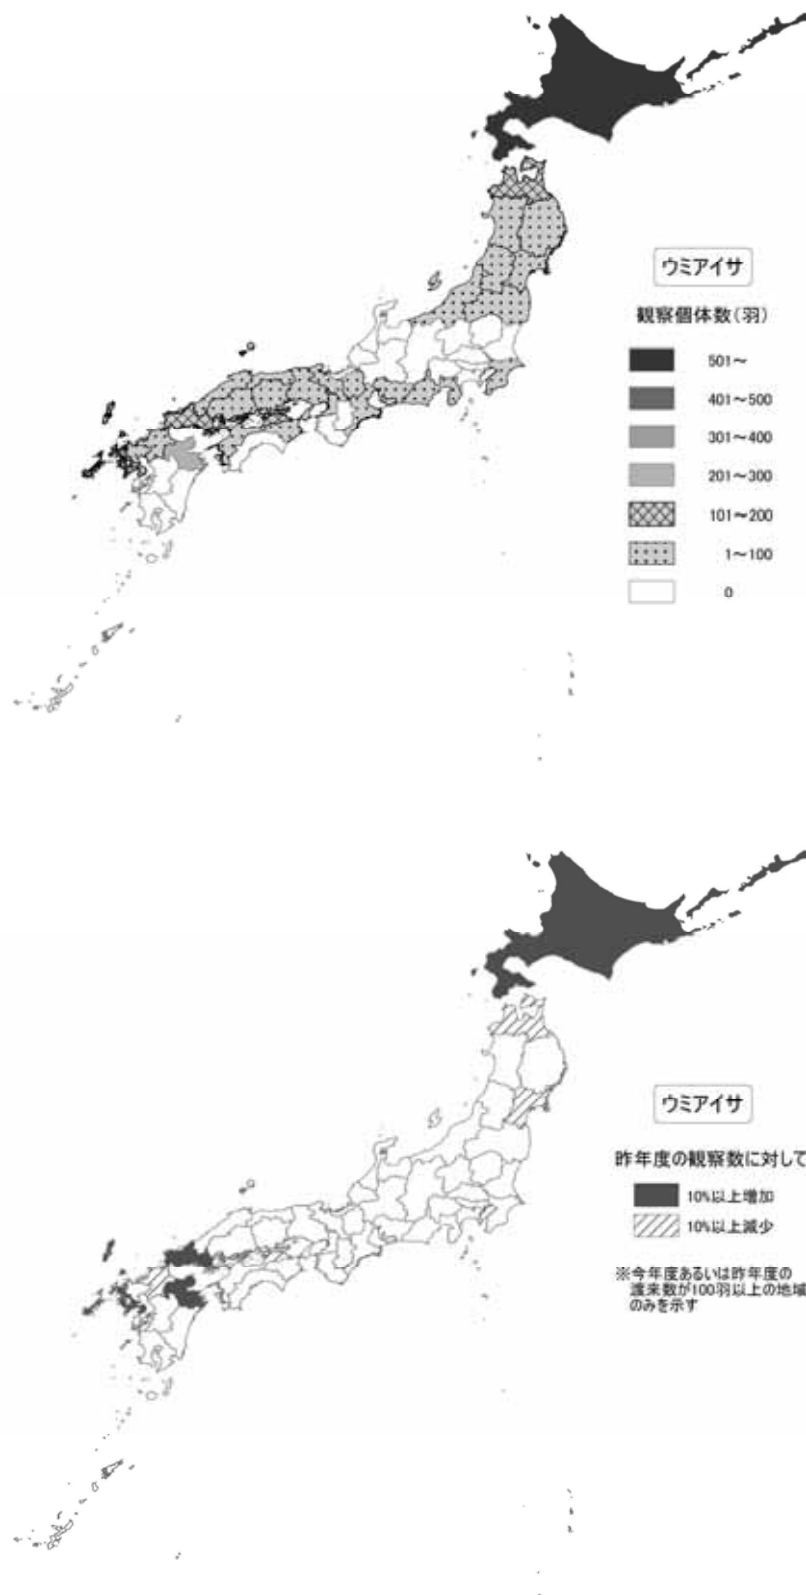 ウミアイサ
観察個体数(羽)
501～
401～500
301～400
201～300
101～200
1～100
0
ウミアイサ
昨年度の観察数に対して
10%以上増加
10%以上減少
※今年度あるいは昨年度の
渡来数が100羽以上の地域
のみを示す